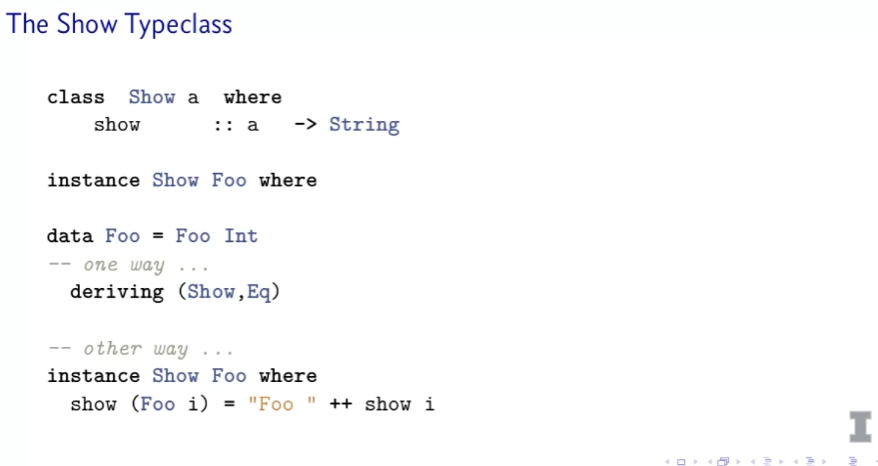 The Show Typeclass
class Show a where
show :: a -> String
instance Show Foo where
data Foo = Foo Int
-- one way ...
deriving (Show,Eq)
-- other way ...
instance Show Foo where
show (Foo i) = "Foo " ++ show i
I